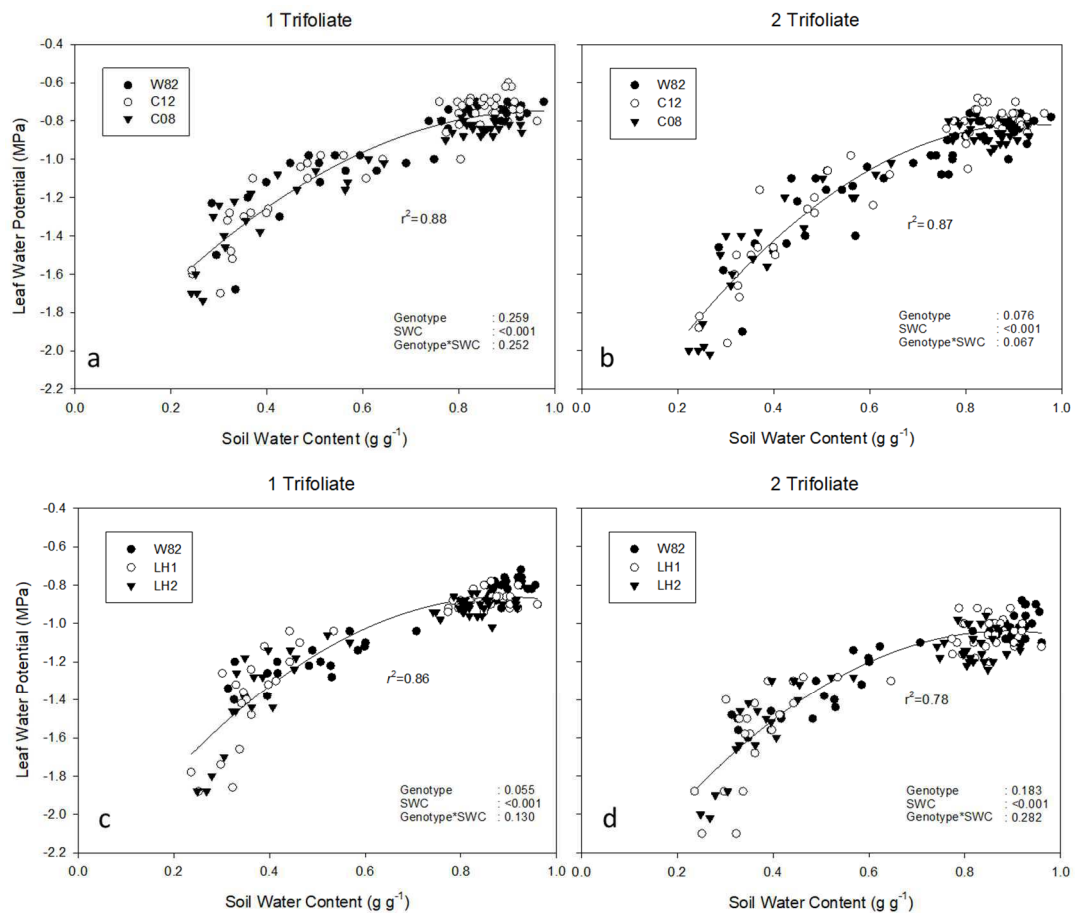 1 Trifoliate
2 Trifoliate
Leaf Water Potential (MPa)
-0.4
-0.6
-0.8
-1.0
-1.2
-1.4
-1.6
-1.8
-2.0
-2.2
W82
C12
C08
r²=0.88
Genotype : 0.259
SWC : <0.001
Genotype*SWC : 0.252
a
0.0 0.2 0.4 0.6 0.8 1.0
Soil Water Content (g g⁻¹)
W82
C12
C08
r²=0.87
Genotype : 0.076
SWC : <0.001
Genotype*SWC : 0.067
b
0.0 0.2 0.4 0.6 0.8 1.0
Soil Water Content (g g⁻¹)
1 Trifoliate
2 Trifoliate
Leaf Water Potential (MPa)
-0.4
-0.6
-0.8
-1.0
-1.2
-1.4
-1.6
-1.8
-2.0
-2.2
W82
LH1
LH2
r²=0.86
Genotype : 0.055
SWC : <0.001
Genotype*SWC : 0.130
c
0.0 0.2 0.4 0.6 0.8 1.0
Soil Water Content (g g⁻¹)
W82
LH1
LH2
r²=0.78
Genotype : 0.183
SWC : <0.001
Genotype*SWC : 0.282
d
0.0 0.2 0.4 0.6 0.8 1.0
Soil Water Content (g g⁻¹)